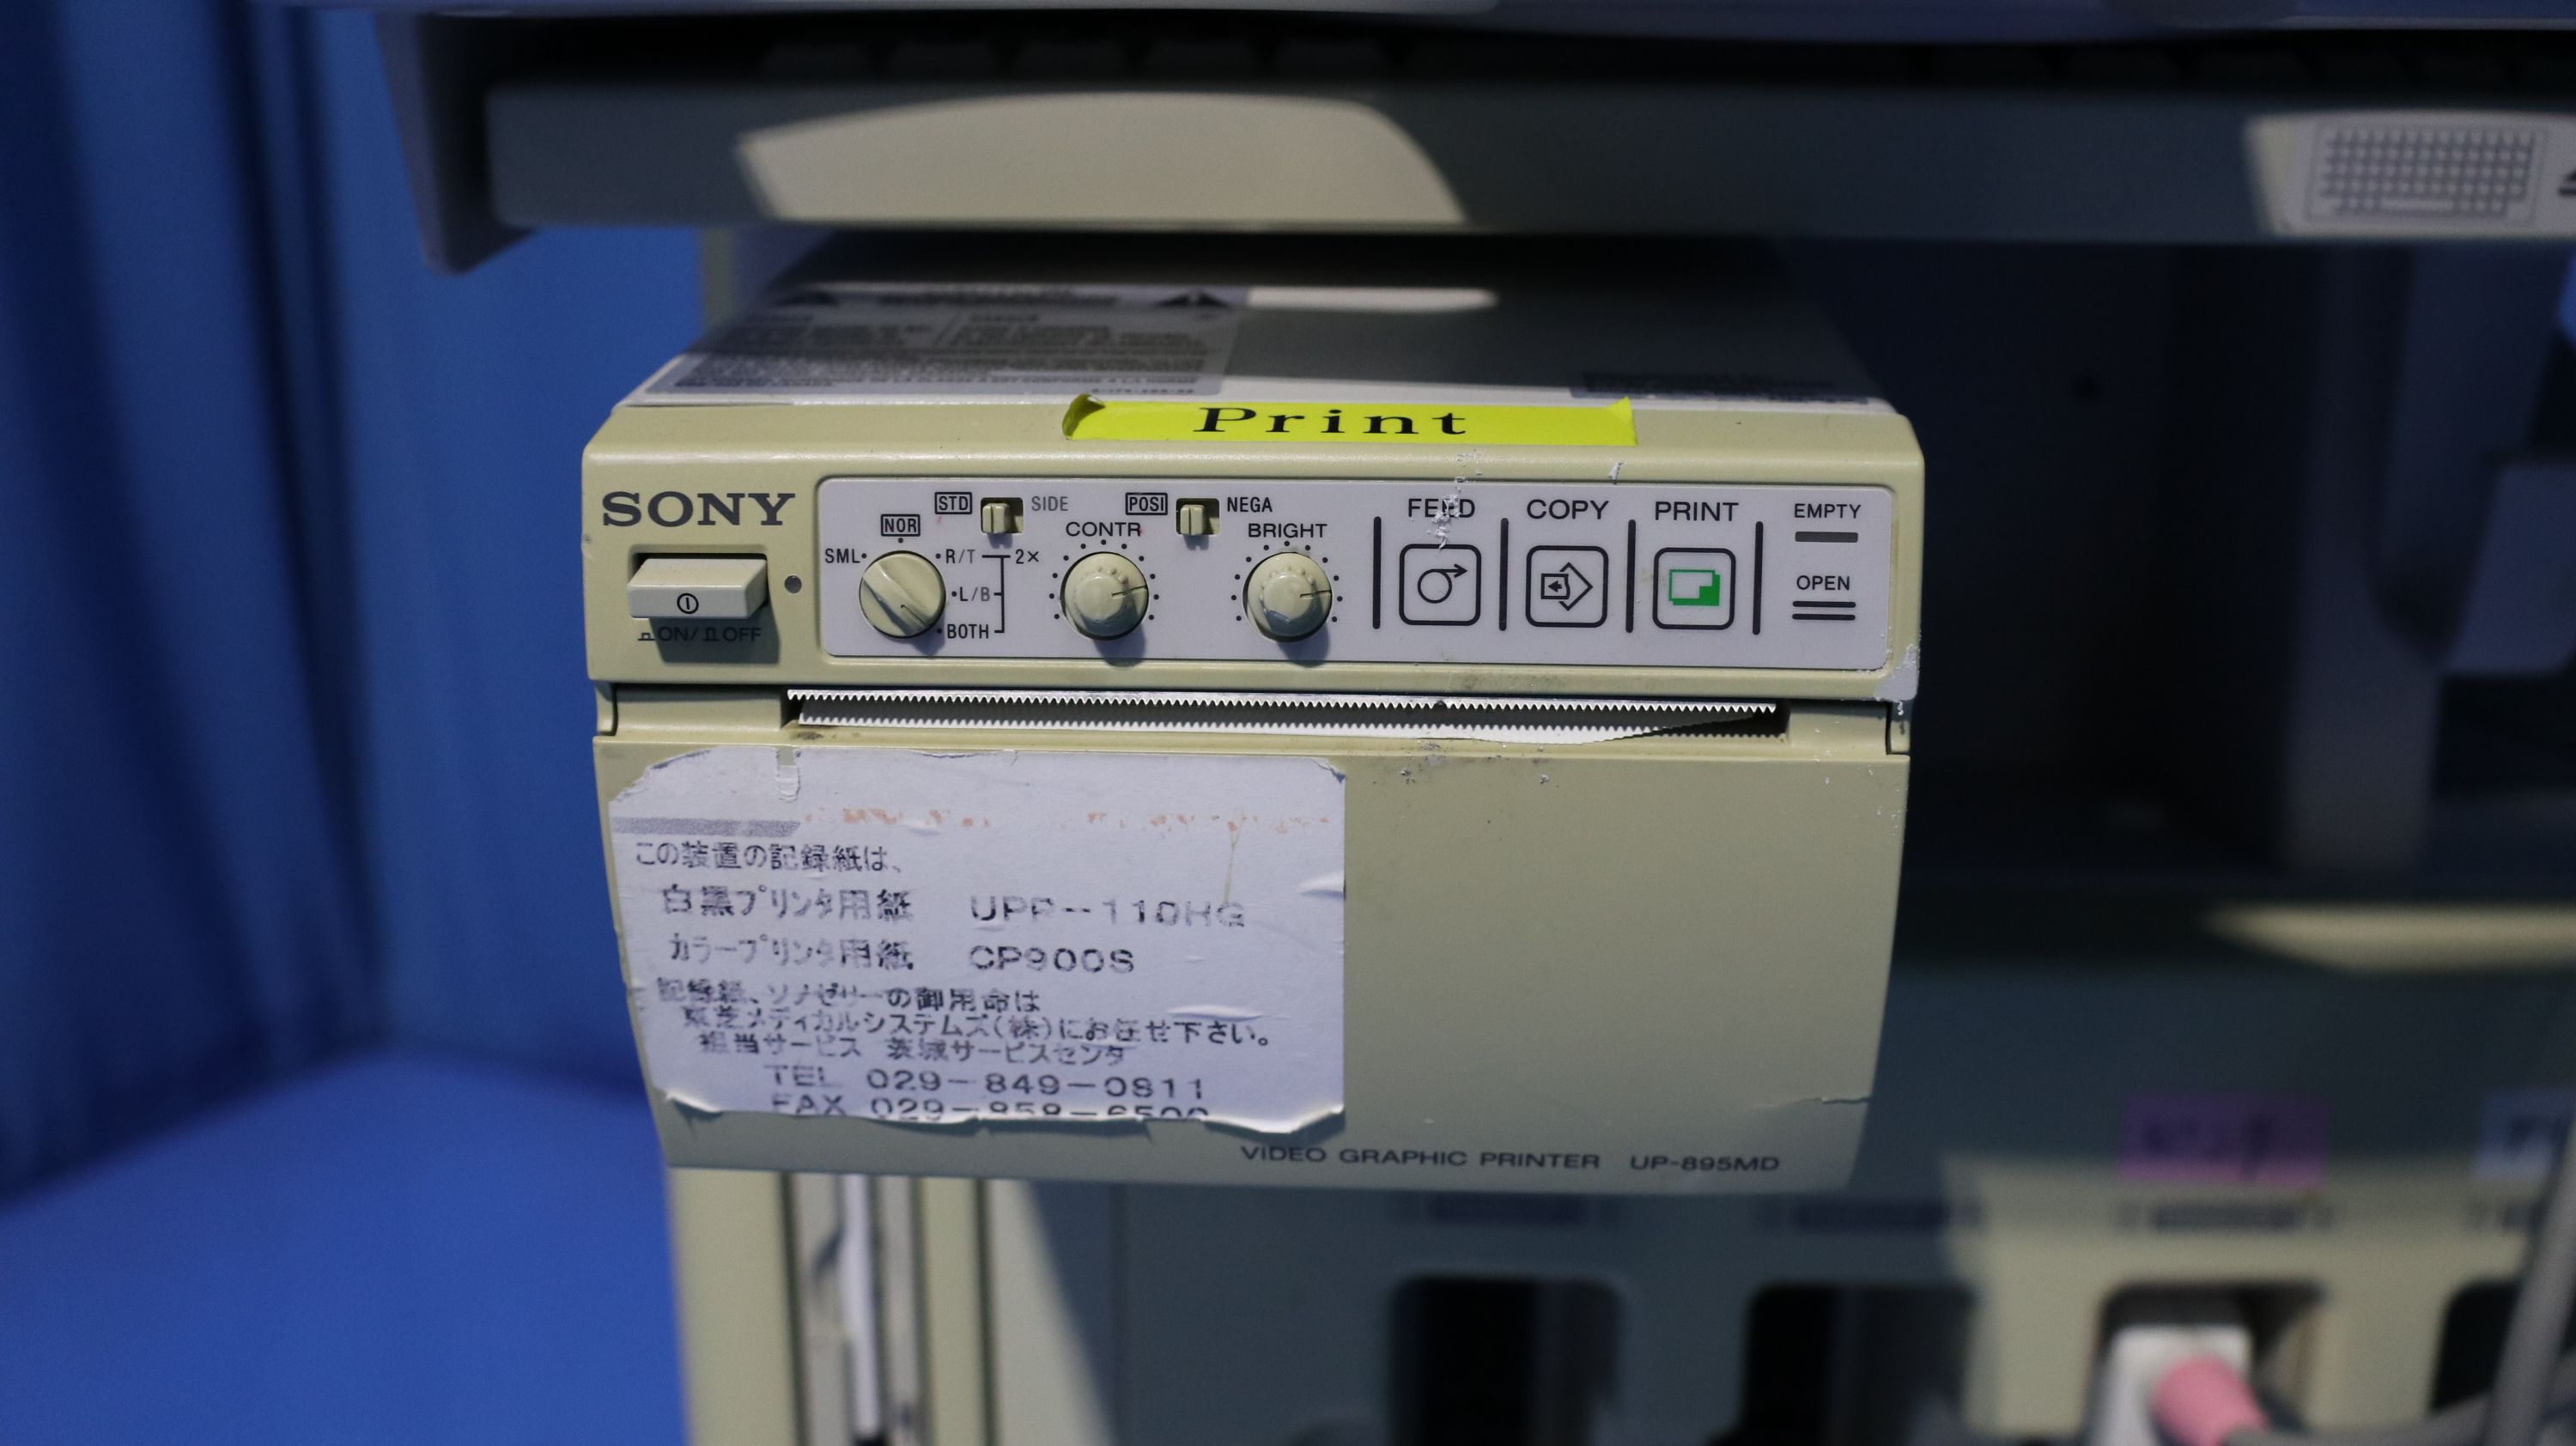 Print
SONY
ON/ OFF
STD SIDE
POSI NEGA
NOR
SML
R/T 2×
L/B
BOTH
CONTR
BRIGHT
FEED
COPY
PRINT
EMPTY
OPEN
この装置の記録紙は、
白黒プリンタ用紙 UPP-110HG
カラープリンタ用紙 CP900S
記録紙、ソノゼリーの御用命は
東芝メディカルシステムズ(株)にお任せ下さい。
担当サービス 茨城サービスセンタ
TEL 029-849-0811
FAX 029-858-6500
VIDEO GRAPHIC PRINTER UP-895MD